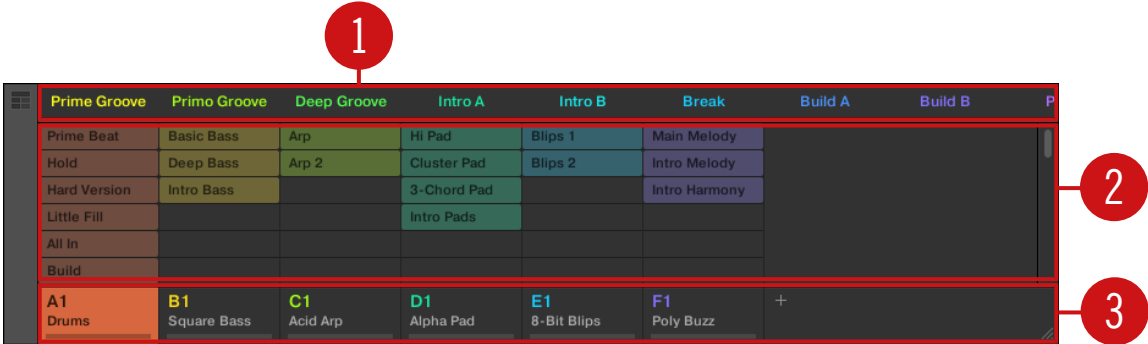 1
Prime Groove Primo Groove Deep Groove Intro A Intro B Break Build A Build B P
Prime Beat Basic Bass Arp Hi Pad Blips 1 Main Melody
Hold Deep Bass Arp 2 Cluster Pad Blips 2 Intro Melody
Hard Version Intro Bass 3-Chord Pad Intro Harmony
2
Little Fill Intro Pads
All In
Build
A1 B1 C1 D1 E1 F1 +
Drums Square Bass Acid Arp Alpha Pad 8-Bit Blips Poly Buzz
3